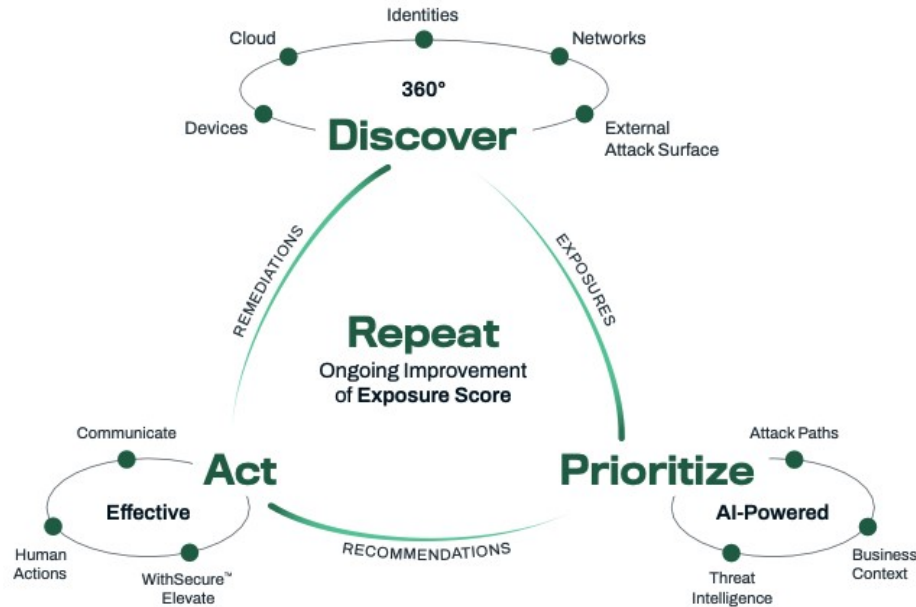 Identities
Cloud
Networks
360°
Devices
Discover
External
Attack Surface
REMEDIATIONS
EXPOSURES
Repeat
Ongoing Improvement
of Exposure Score
Communicate
Act
Effective
Human
Actions
WithSecure™
Elevate
RECOMMENDATIONS
Attack Paths
Prioritize
AI-Powered
Threat
Intelligence
Business
Context